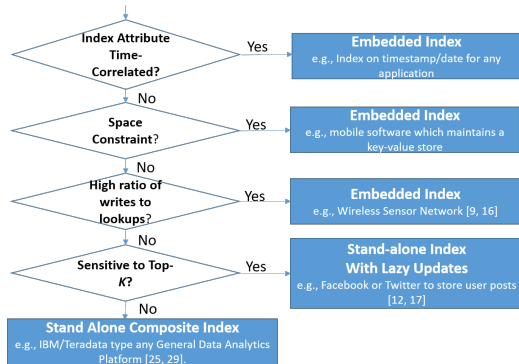 Index Attribute
Time-
Correlated?
Yes
Embedded Index
e.g., Index on timestamp/date for any
application
No
Space
Constraint?
Yes
Embedded Index
e.g., mobile software which maintains a
key-value store
No
High ratio of
writes to
lookups?
Yes
Embedded Index
e.g., Wireless Sensor Network [9, 16]
No
Sensitive to Top-
K?
Yes
Stand-alone Index
With Lazy Updates
e.g., Facebook or Twitter to store user posts
[12, 17]
No
Stand Alone Composite Index
e.g., IBM/Teradata type any General Data Analytics
Platform [25, 29].